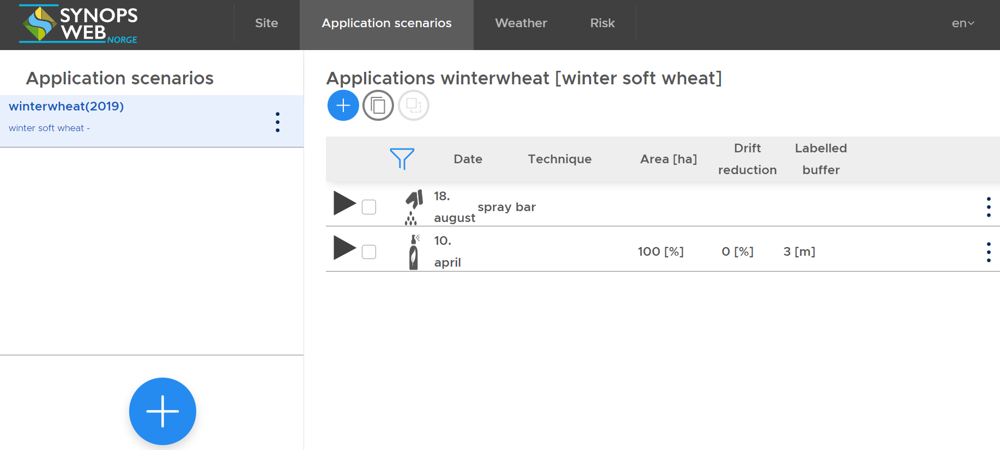 SYNOPS
WEB
NORGE
Site
Application scenarios
Weather
Risk
en
Application scenarios
winterwheat(2019)
winter soft wheat -
Applications winterwheat [winter soft wheat]
Date
Technique
Area [ha]
Drift
reduction
Labelled
buffer
18.
august
spray bar
10.
april
100 [%]
0 [%]
3 [m]